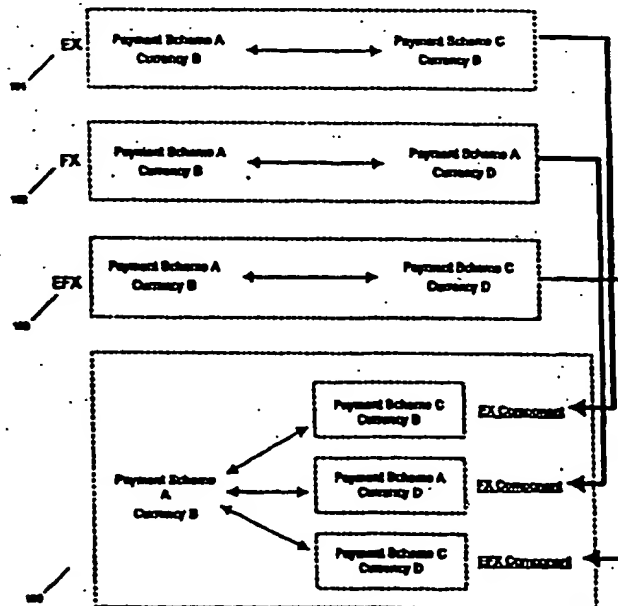 EX
Payment Scheme A
Currency B
Payment Scheme C
Currency B
FX
Payment Scheme A
Currency B
Payment Scheme A
Currency D
EFX
Payment Scheme A
Currency B
Payment Scheme C
Currency D
Payment Scheme
A
Currency B
Payment Scheme C
Currency B
EX Component
Payment Scheme A
Currency D
FX Component
Payment Scheme C
Currency D
EFX Component